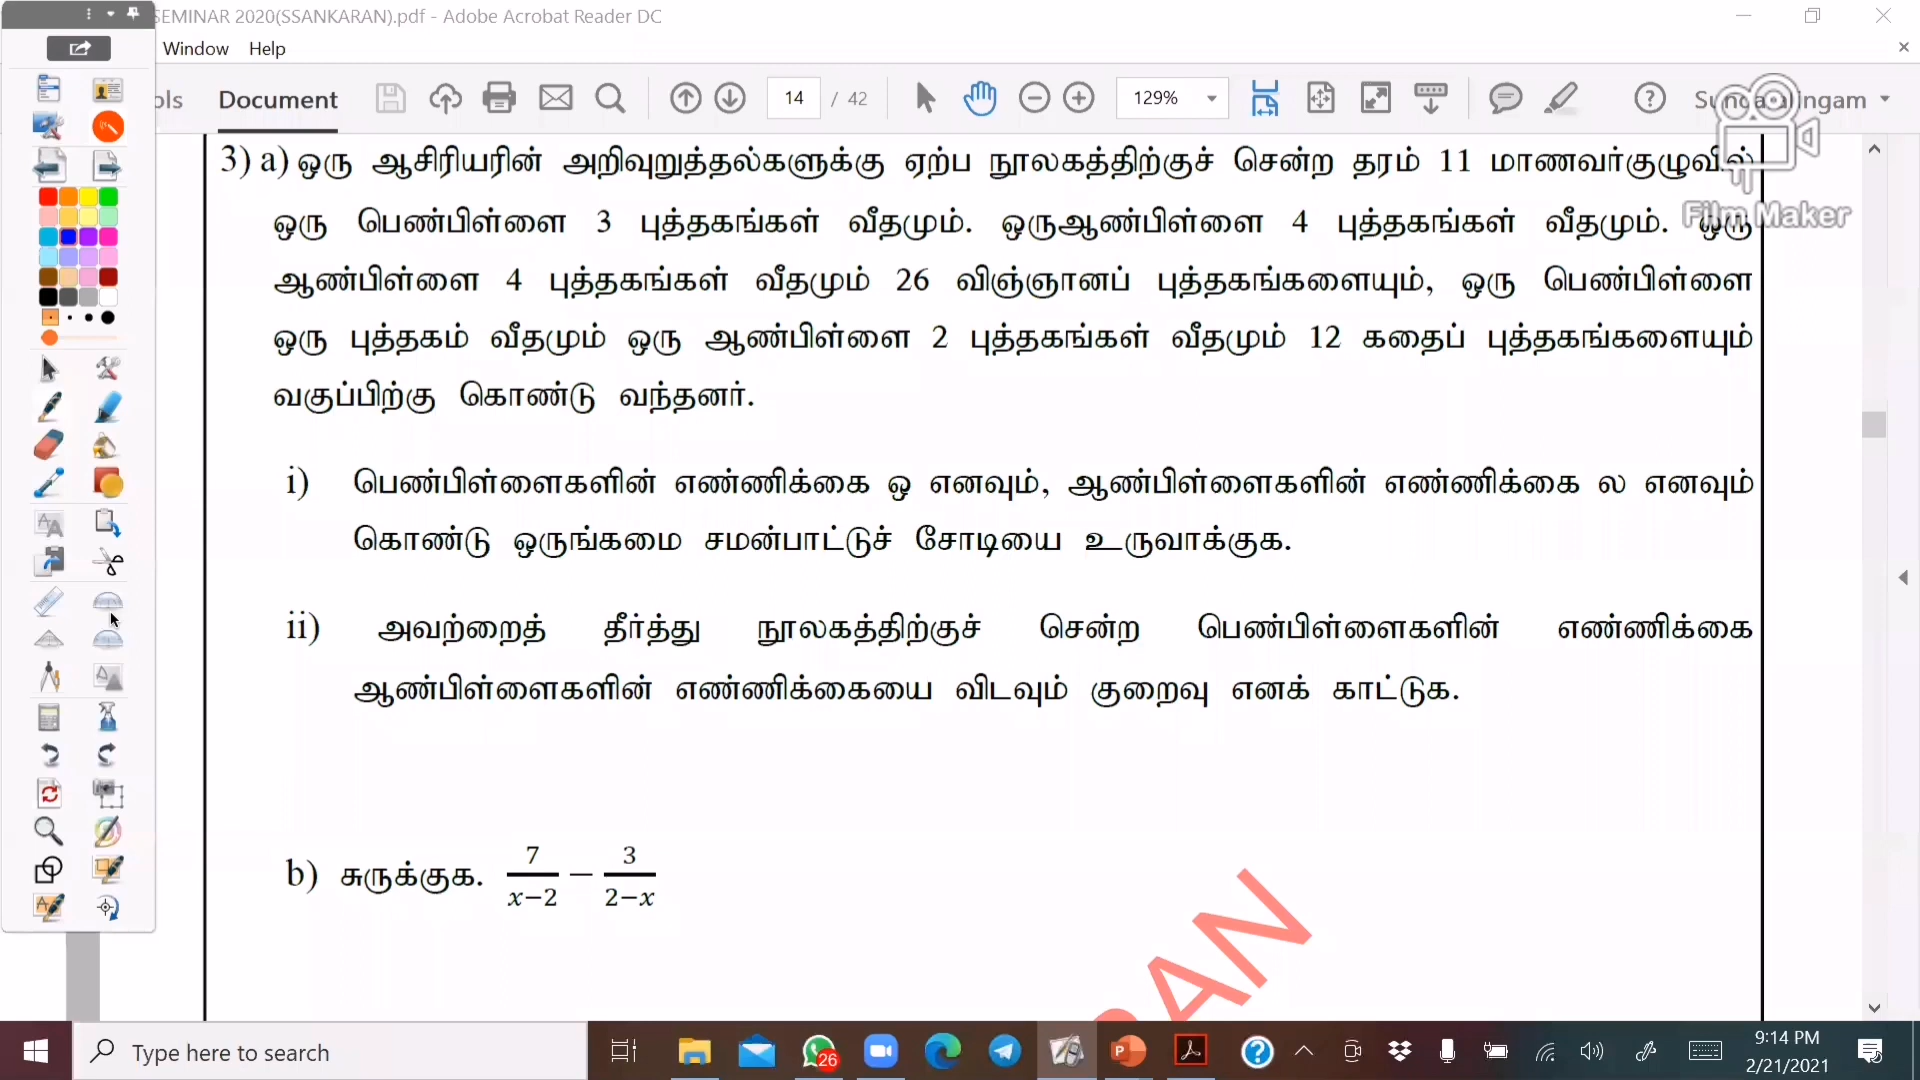 SEMINAR 2020(SSANKARAN).pdf - Adobe Acrobat Reader DC
Window Help
ols Document 14 / 42 129%
Film Maker
3) a) ஒரு ஆசிரியரின் அறிவுறுத்தல்களுக்கு ஏற்ப நூலகத்திற்குச் சென்ற தரம் 11 மாணவர்குழுவில்
ஒரு பெண்பிள்ளை 3 புத்தகங்கள் வீதமும். ஒருஆண்பிள்ளை 4 புத்தகங்கள் வீதமும். ஒரு
ஆண்பிள்ளை 4 புத்தகங்கள் வீதமும் 26 விஞ்ஞானப் புத்தகங்களையும், ஒரு பெண்பிள்ளை
ஒரு புத்தகம் வீதமும் ஒரு ஆண்பிள்ளை 2 புத்தகங்கள் வீதமும் 12 கதைப் புத்தகங்களையும்
வகுப்பிற்கு கொண்டு வந்தனர்.
i) பெண்பிள்ளைகளின் எண்ணிக்கை ஒ எனவும், ஆண்பிள்ளைகளின் எண்ணிக்கை ல எனவும்
கொண்டு ஒருங்கமை சமன்பாட்டுச் சோடியை உருவாக்குக.
ii) அவற்றைத் தீர்த்து நூலகத்திற்குச் சென்ற பெண்பிள்ளைகளின் எண்ணிக்கை
ஆண்பிள்ளைகளின் எண்ணிக்கையை விடவும் குறைவு எனக் காட்டுக.
b) சுருக்குக. 7/(x−2) − 3/(2−x)
RAN
Type here to search
26
9:14 PM
2/21/2021